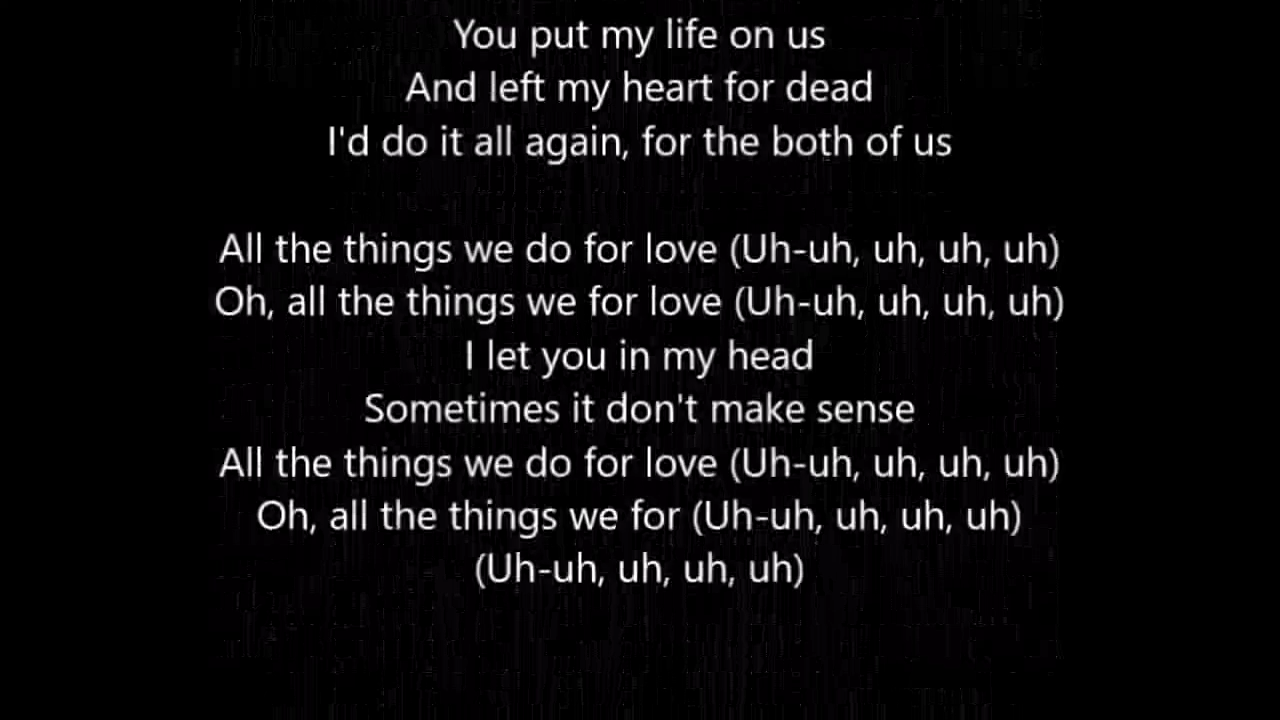 You put my life on us
And left my heart for dead
I'd do it all again, for the both of us
All the things we do for love (Uh-uh, uh, uh, uh)
Oh, all the things we for love (Uh-uh, uh, uh, uh)
I let you in my head
Sometimes it don't make sense
All the things we do for love (Uh-uh, uh, uh, uh)
Oh, all the things we for (Uh-uh, uh, uh, uh)
(Uh-uh, uh, uh, uh)